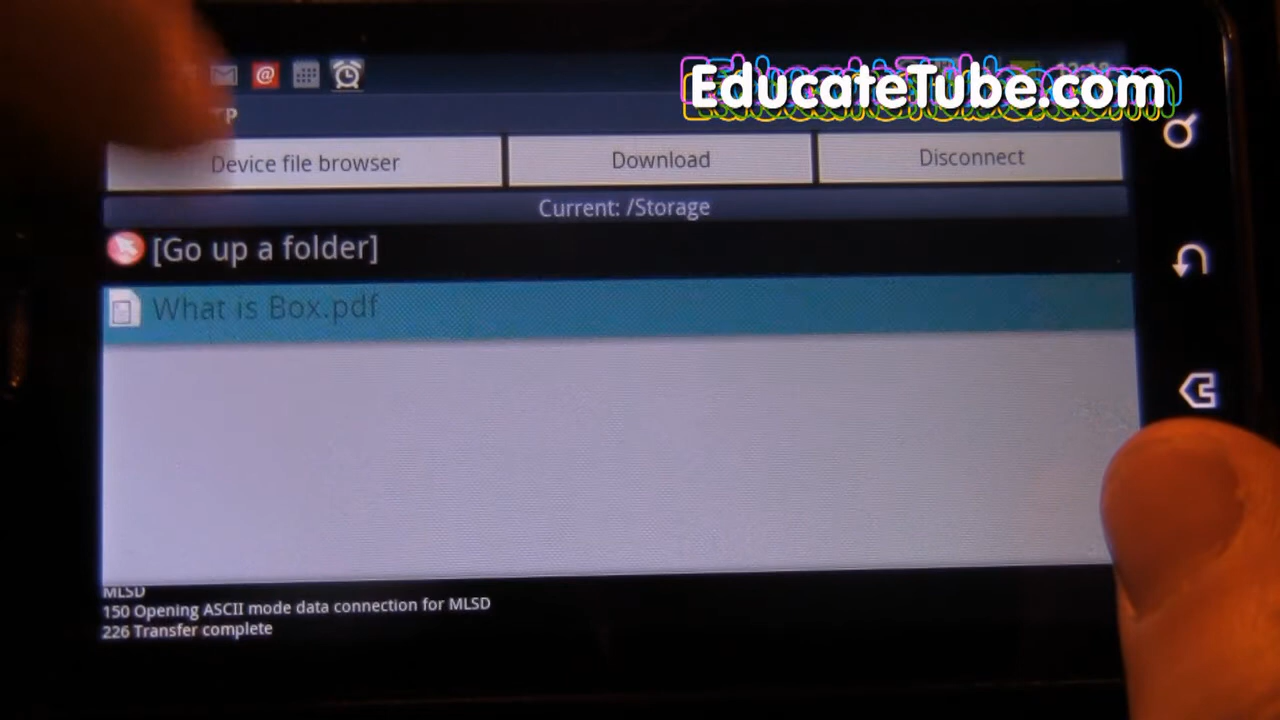 EducateTube.com
Device file browser
Download
Disconnect
Current: /Storage
[Go up a folder]
What is Box.pdf
MLSD
150 Opening ASCII mode data connection for MLSD
226 Transfer complete